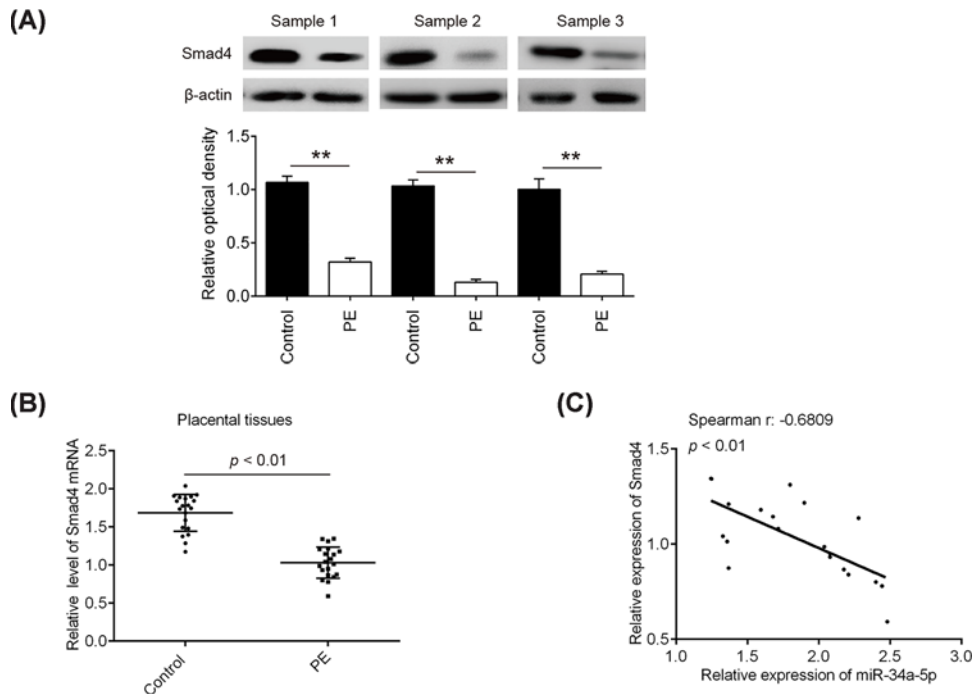 (A)
Sample 1 Sample 2 Sample 3
Smad4
β-actin
Relative optical density
1.5
1.0
0.5
0.0
** ** **
Control PE Control PE Control PE
(B)
Placental tissues
p < 0.01
Relative level of Smad4 mRNA
2.5
2.0
1.5
1.0
0.5
0.0
Control PE
(C)
Spearman r: -0.6809
p < 0.01
Relative expression of Smad4
1.5
1.0
0.5
1.0 1.5 2.0 2.5 3.0
Relative expression of miR-34a-5p